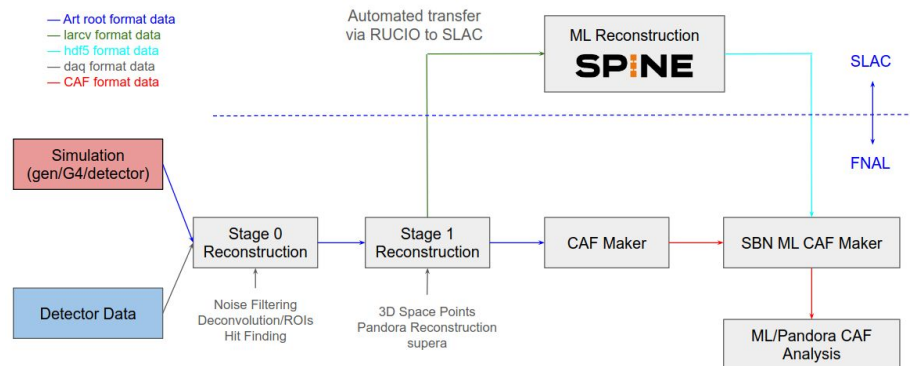 — Art root format data
— larcv format data
— hdf5 format data
— daq format data
— CAF format data
Automated transfer
via RUCIO to SLAC
ML Reconstruction
SPINE
SLAC
FNAL
Simulation
(gen/G4/detector)
Stage 0
Reconstruction
Stage 1
Reconstruction
CAF Maker
SBN ML CAF Maker
Detector Data
Noise Filtering
Deconvolution/ROIs
Hit Finding
3D Space Points
Pandora Reconstruction
supera
ML/Pandora CAF
Analysis